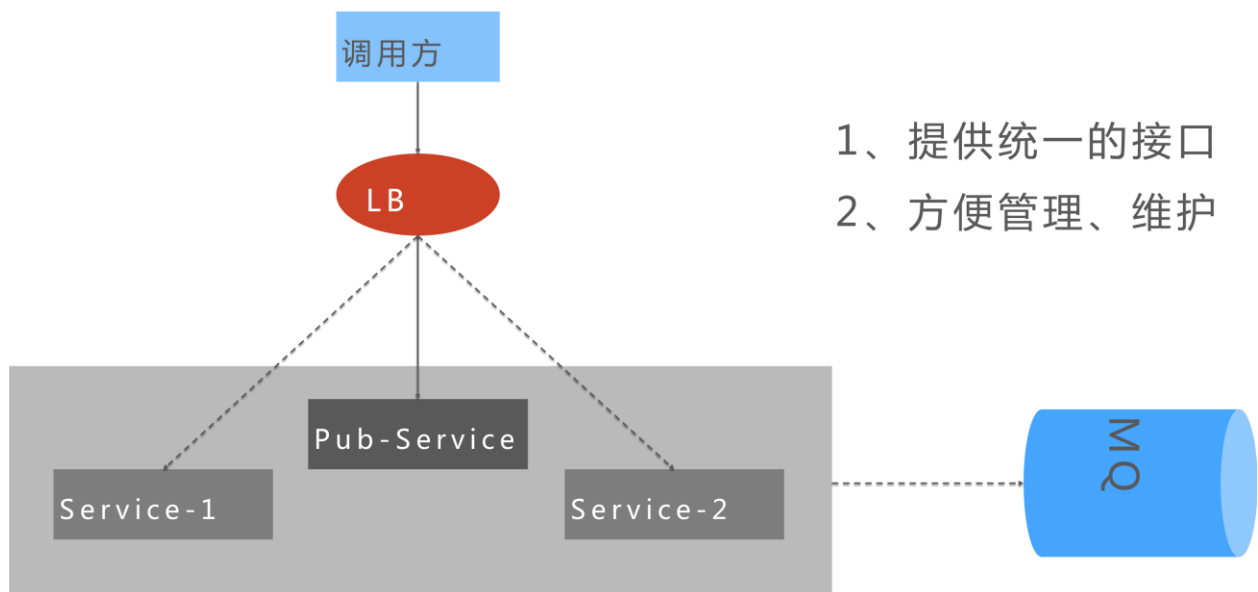 调用方
LB
1、提供统一的接口
2、方便管理、维护
Pub-Service
Service-1
Service-2
MQ